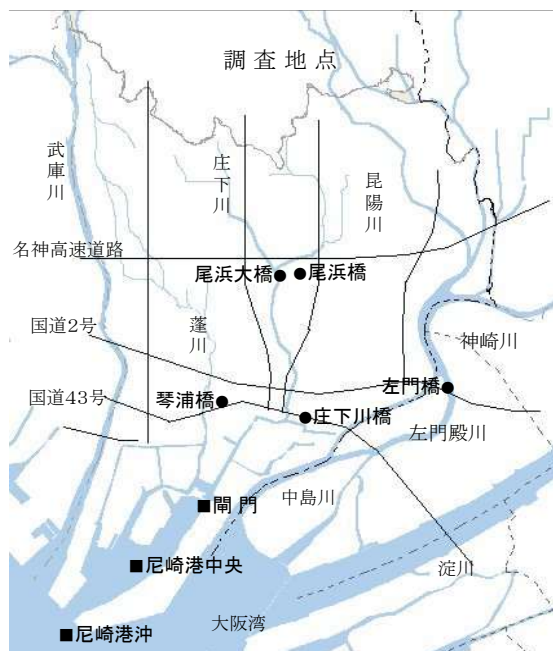 調査地点
武庫川
庄下川
昆陽川
名神高速道路
●尾浜橋
尾浜大橋●
国道2号
蓬川
神崎川
国道43号
琴浦橋●
左門橋●
●庄下川橋
左門殿川
■閘門
中島川
■尼崎港中央
淀川
大阪湾
■尼崎港沖